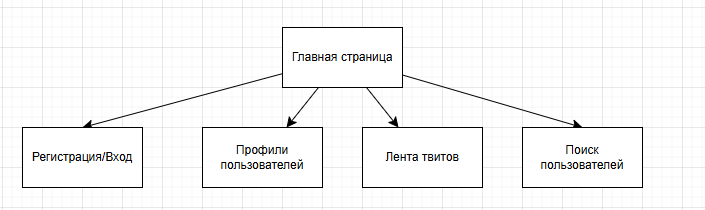 Главная страница
Регистрация/Вход
Профили
пользователей
Лента твитов
Поиск
пользователей